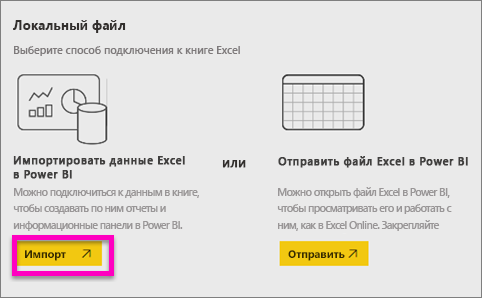 Локальный файл
Выберите способ подключения к книге Excel
Импортировать данные Excel
в Power BI
Можно подключиться к данным в книге,
чтобы создавать по ним отчеты и
информационные панели в Power BI.
Импорт
или
Отправить файл Excel в Power BI
Можно открыть файл Excel в Power BI,
чтобы просматривать его и работать с
ним, как в Excel Online. Закрепляйте
Отправить